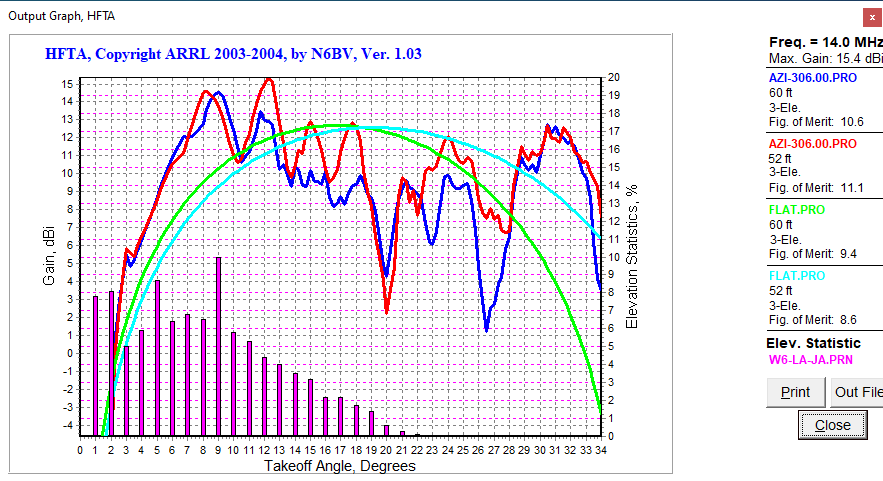 Output Graph, HFTA
x
HFTA, Copyright ARRL 2003-2004, by N6BV, Ver. 1.03
15
14
13
12
11
10
9
8
7
6
5
4
3
2
1
0
-1
-2
-3
-4
Gain, dBi
20
19
18
17
16
15
14
13
12
11
10
9
8
7
6
5
4
3
2
1
0
Elevation Statistics, %
0 1 2 3 4 5 6 7 8 9 10 11 12 13 14 15 16 17 18 19 20 21 22 23 24 25 26 27 28 29 30 31 32 33 34
Takeoff Angle, Degrees
Freq. = 14.0 MHz
Max. Gain: 15.4 dBi
AZI-306.00.PRO
60 ft
3-Ele.
Fig. of Merit: 10.6
AZI-306.00.PRO
52 ft
3-Ele.
Fig. of Merit: 11.1
FLAT.PRO
60 ft
3-Ele.
Fig. of Merit: 9.4
FLAT.PRO
52 ft
3-Ele.
Fig. of Merit: 8.6
Elev. Statistic
W6-LA-JA.PRN
Print
Out File
Close